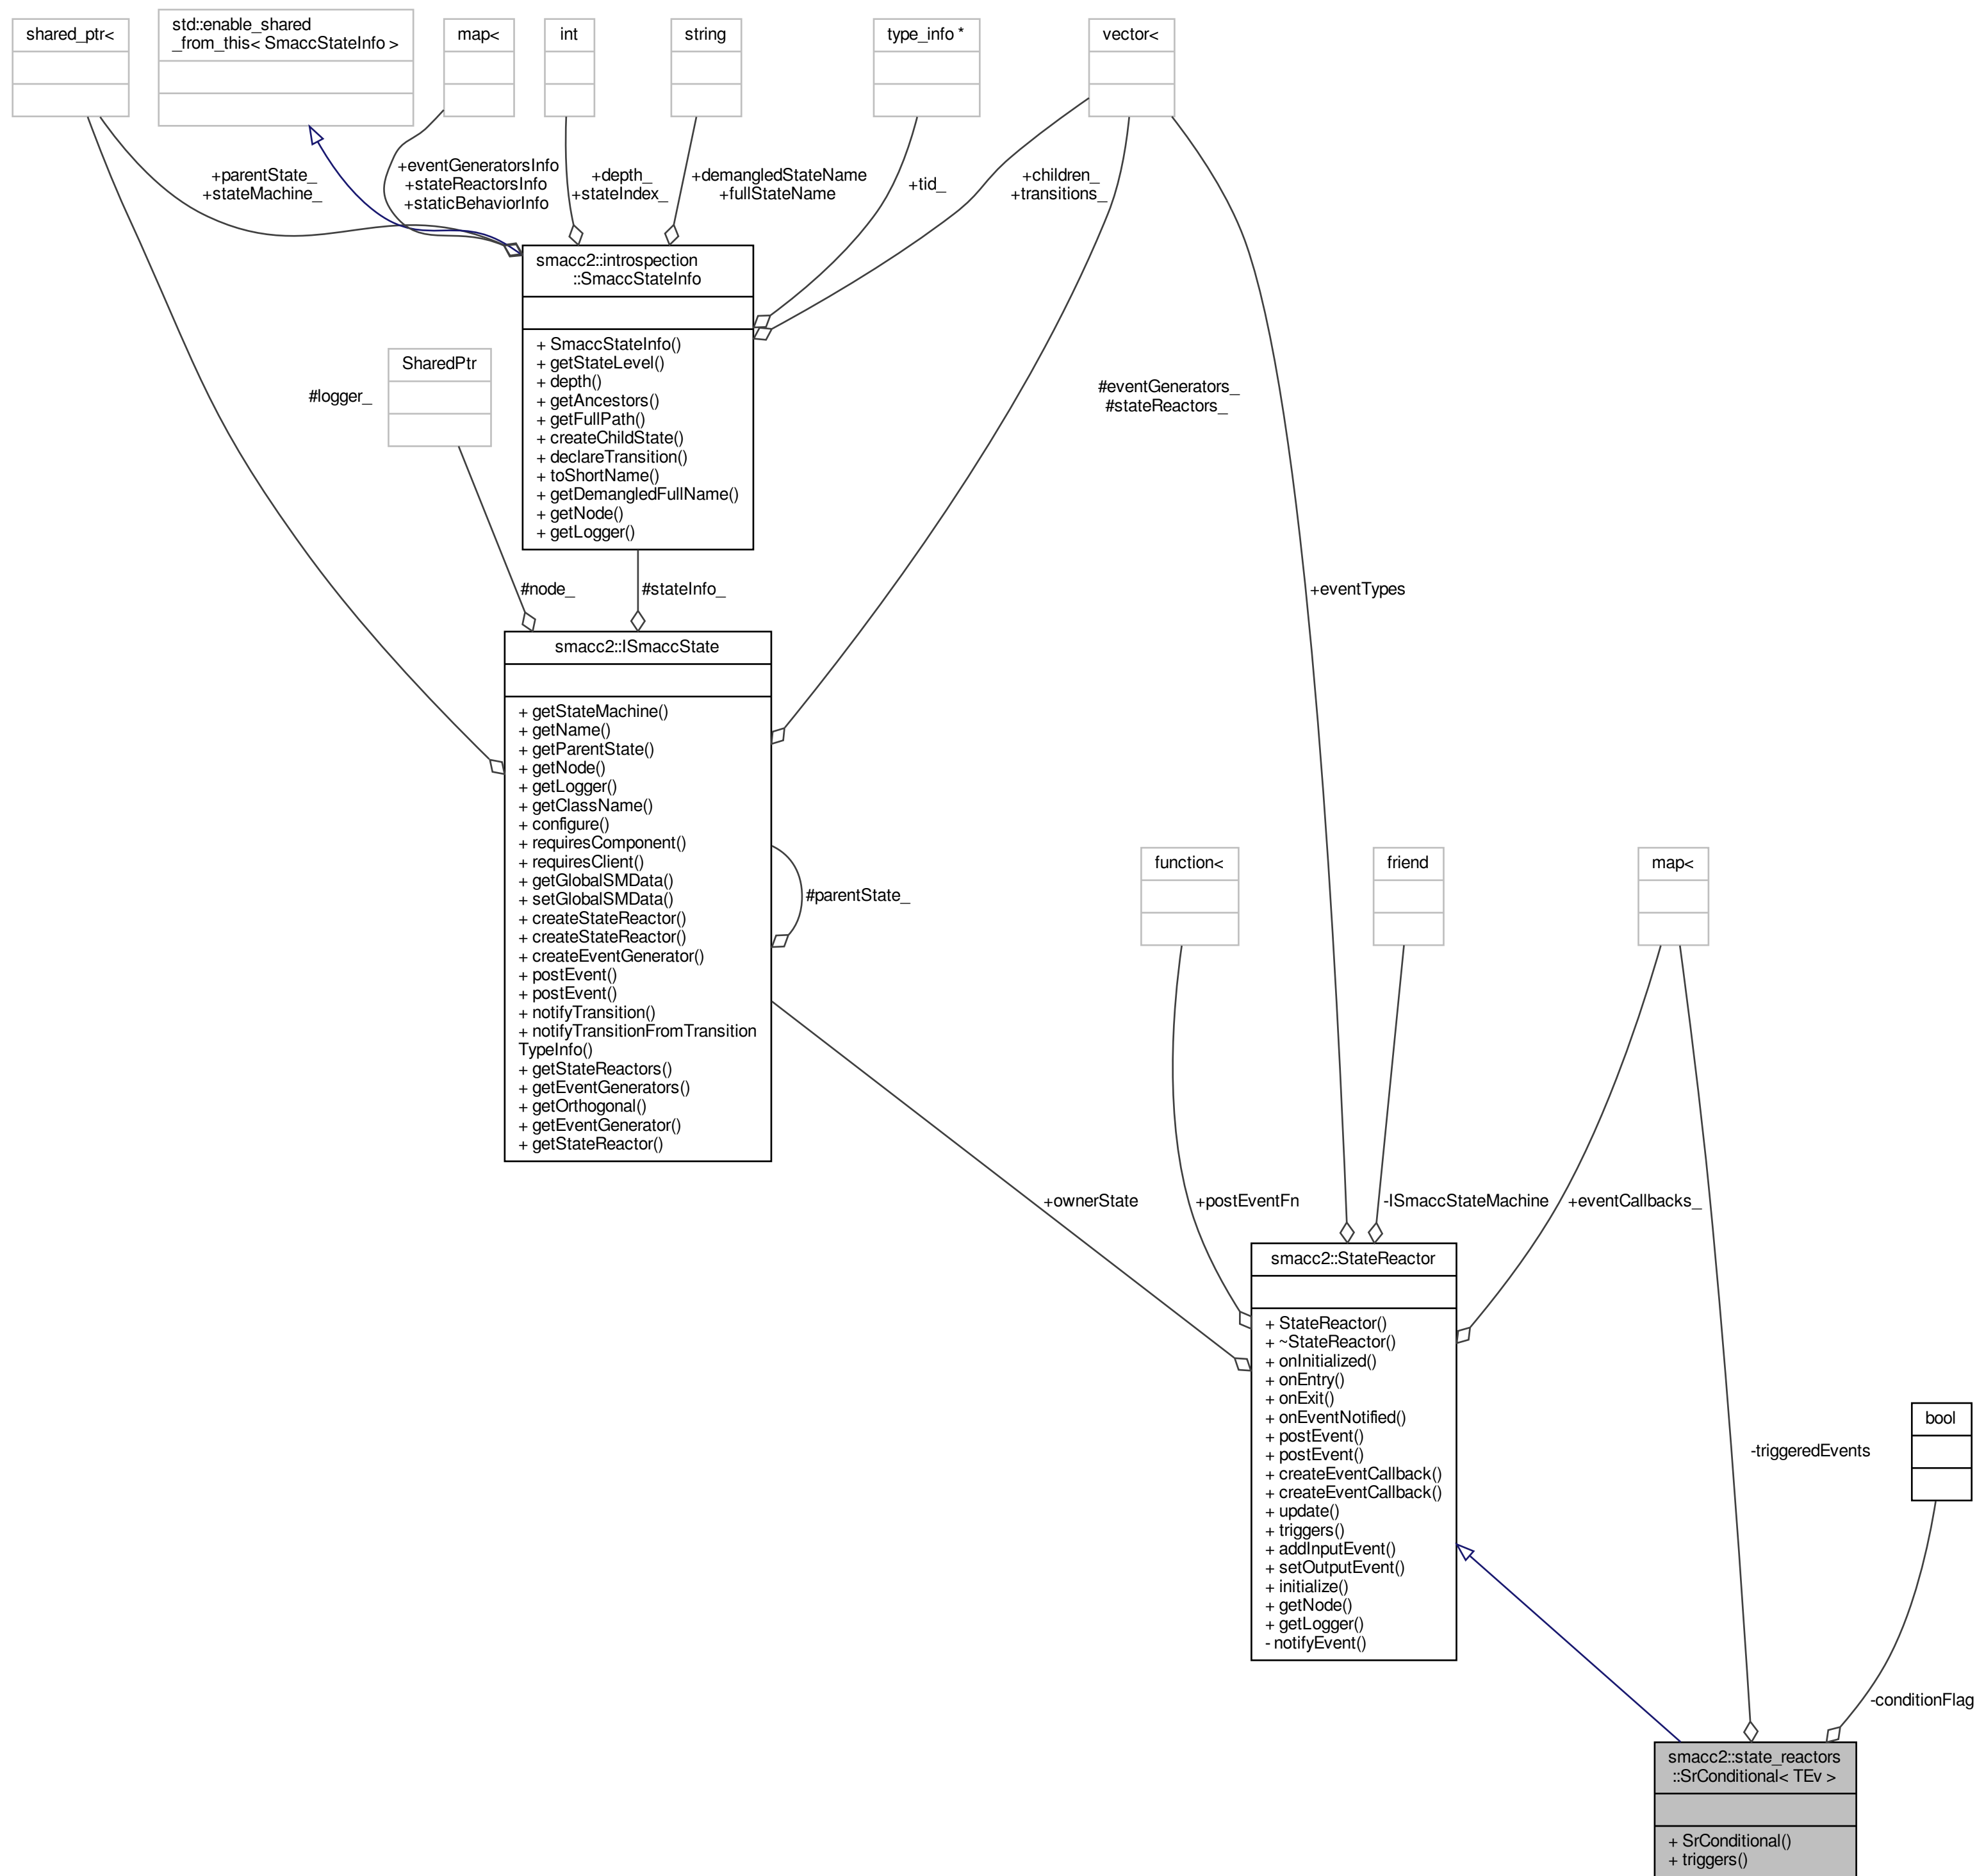 shared_ptr<
std::enable_shared
_from_this< SmaccStateInfo >
map<
int
string
type_info *
vector<
+parentState_
+stateMachine_
+eventGeneratorsInfo
+stateReactorsInfo
+staticBehaviorInfo
+depth_
+stateIndex_
+demangledStateName
+fullStateName
+tid_
+children_
+transitions_
smacc2::introspection
::SmaccStateInfo
+ SmaccStateInfo()
+ getStateLevel()
+ depth()
+ getAncestors()
+ getFullPath()
+ createChildState()
+ declareTransition()
+ toShortName()
+ getDemangledFullName()
+ getNode()
+ getLogger()
SharedPtr
#logger_
#eventGenerators_
#stateReactors_
#node_
#stateInfo_
+eventTypes
smacc2::ISmaccState
+ getStateMachine()
+ getName()
+ getParentState()
+ getNode()
+ getLogger()
+ getClassName()
+ configure()
+ requiresComponent()
+ requiresClient()
+ getGlobalSMData()
+ setGlobalSMData()
+ createStateReactor()
+ createStateReactor()
+ createEventGenerator()
+ postEvent()
+ postEvent()
+ notifyTransition()
+ notifyTransitionFromTransition
TypeInfo()
+ getStateReactors()
+ getEventGenerators()
+ getOrthogonal()
+ getEventGenerator()
+ getStateReactor()
#parentState_
function<
friend
map<
+ownerState
+postEventFn
-ISmaccStateMachine
+eventCallbacks_
smacc2::StateReactor
+ StateReactor()
+ ~StateReactor()
+ onInitialized()
+ onEntry()
+ onExit()
+ onEventNotified()
+ postEvent()
+ postEvent()
+ createEventCallback()
+ createEventCallback()
+ update()
+ triggers()
+ addInputEvent()
+ setOutputEvent()
+ initialize()
+ getNode()
+ getLogger()
- notifyEvent()
-triggeredEvents
bool
-conditionFlag
smacc2::state_reactors
::SrConditional< TEv >
+ SrConditional()
+ triggers()